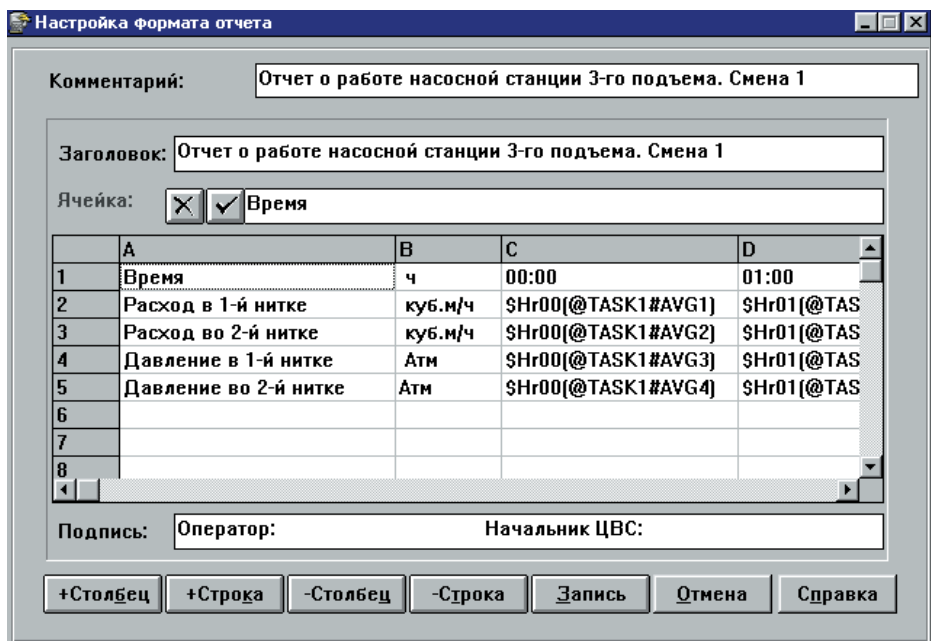 Настройка формата отчета
Комментарий: Отчет о работе насосной станции 3-го подъема. Смена 1
Заголовок: Отчет о работе насосной станции 3-го подъема. Смена 1
Ячейка: Время
A B C D
1 Время ч 00:00 01:00
2 Расход в 1-й нитке куб.м/ч $Hr00(@TASK1#AVG1) $Hr01(@TAS
3 Расход во 2-й нитке куб.м/ч $Hr00(@TASK1#AVG2) $Hr01(@TAS
4 Давление в 1-й нитке Атм $Hr00(@TASK1#AVG3) $Hr01(@TAS
5 Давление во 2-й нитке Атм $Hr00(@TASK1#AVG4) $Hr01(@TAS
6
7
8
Подпись: Оператор: Начальник ЦВС:
+Столбец +Строка -Столбец -Строка Запись Отмена Справка